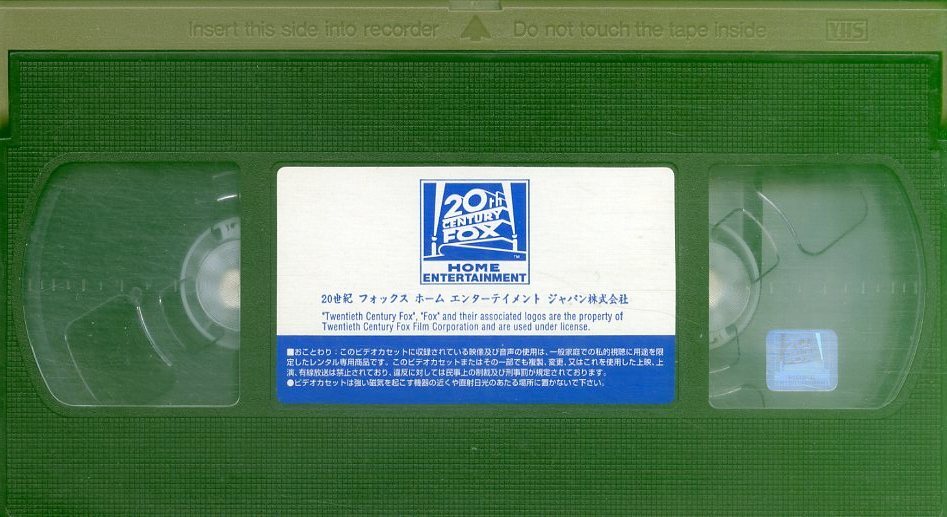 Insert this side into recorder Do not touch the tape inside VHS
20th
CENTURY
FOX
TM
HOME
ENTERTAINMENT
20世紀 フォックス ホーム エンターテイメント ジャパン株式会社
"Twentieth Century Fox", "Fox" and their associated logos are the property of
Twentieth Century Fox Film Corporation and are used under license.
■おことわり：このビデオカセットに収録されている映像及び音声の使用は、一般家庭での私的視聴に用途を限
定したレンタル専用商品です。このビデオカセットまたはその一部でも複製、変更、又はこれを使用した上映、上
演、有線放送は禁止されており、違反に対しては民事上の制裁及び刑事罰が規定されております。
●ビデオカセットは強い磁気を起こす機器の近くや直射日光のあたる場所に置かないで下さい。